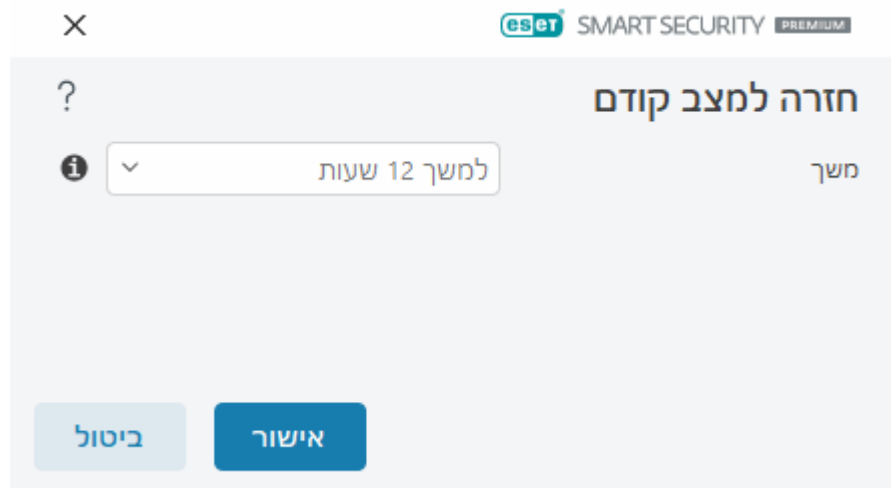 eset SMART SECURITY PREMIUM
חזרה למצב קודם
?
משך
למשך 12 שעות
אישור
ביטול